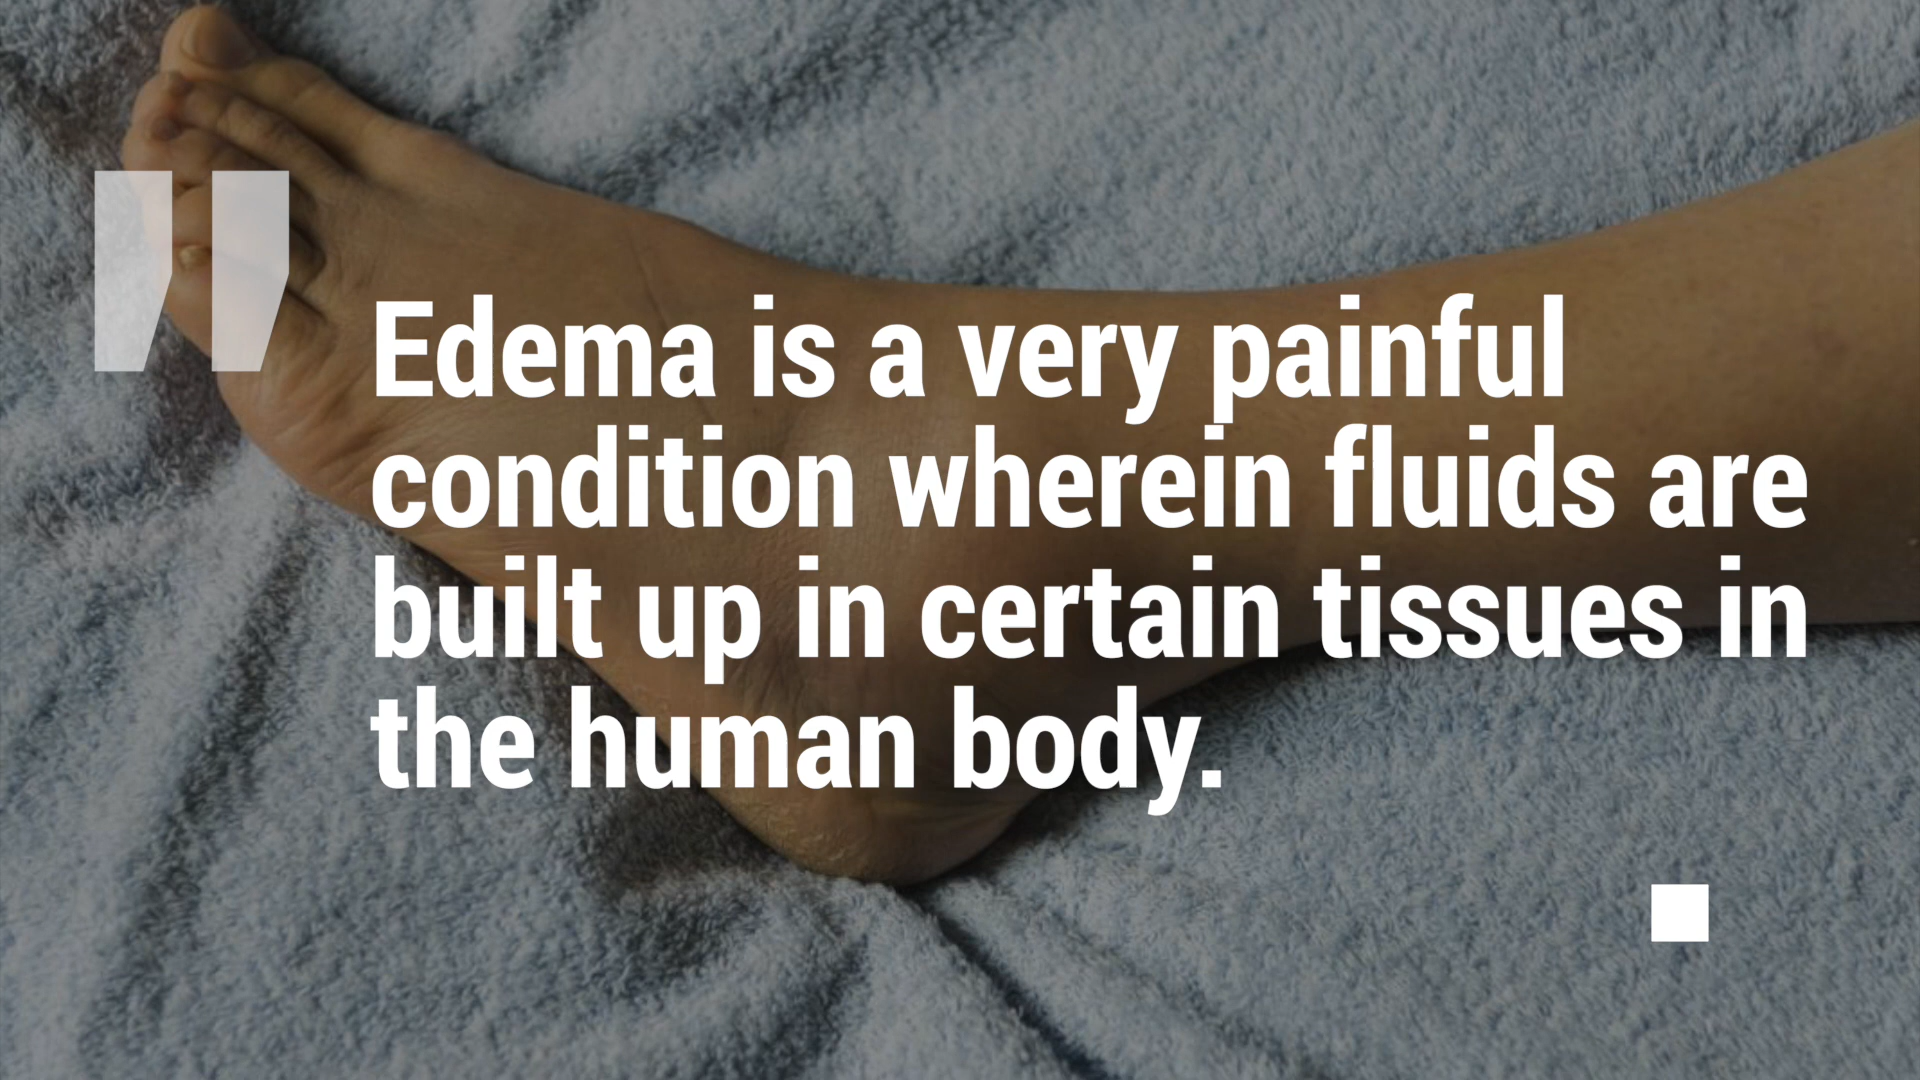 "
Edema is a very painful
condition wherein fluids are
built up in certain tissues in
the human body.